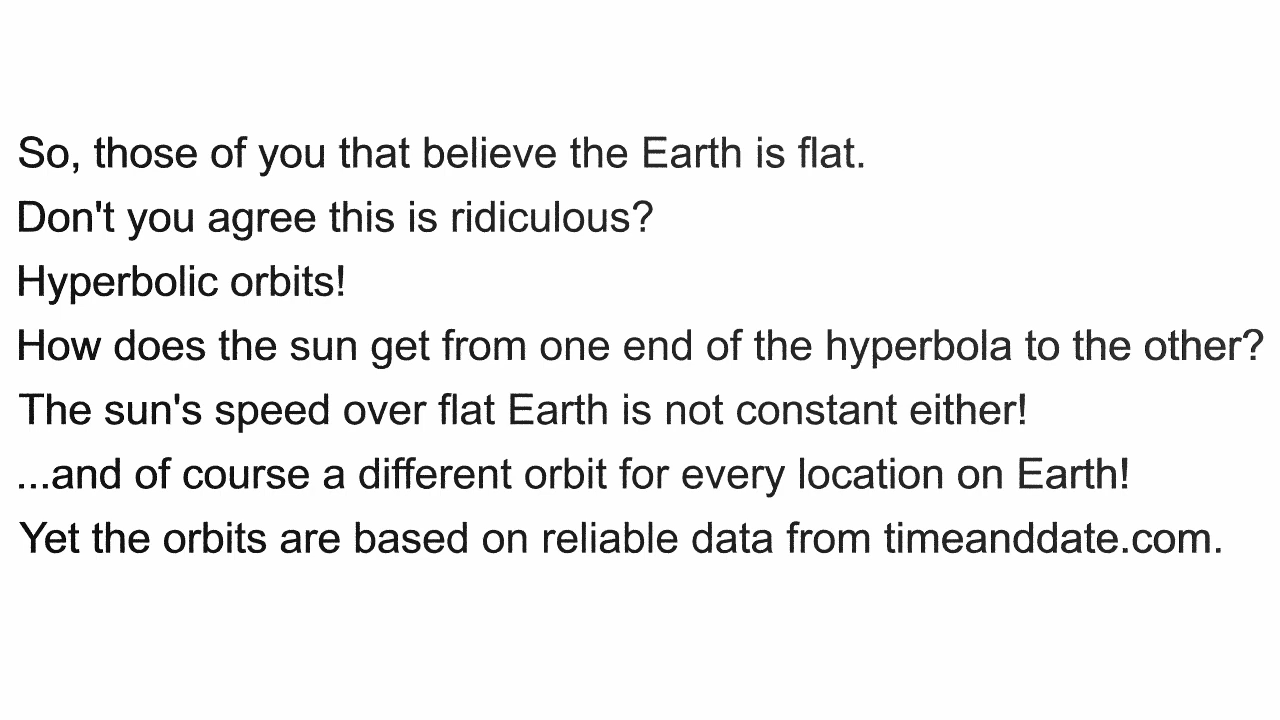 So, those of you that believe the Earth is flat.
Don't you agree this is ridiculous?
Hyperbolic orbits!
How does the sun get from one end of the hyperbola to the other?
The sun's speed over flat Earth is not constant either!
...and of course a different orbit for every location on Earth!
Yet the orbits are based on reliable data from timeanddate.com.